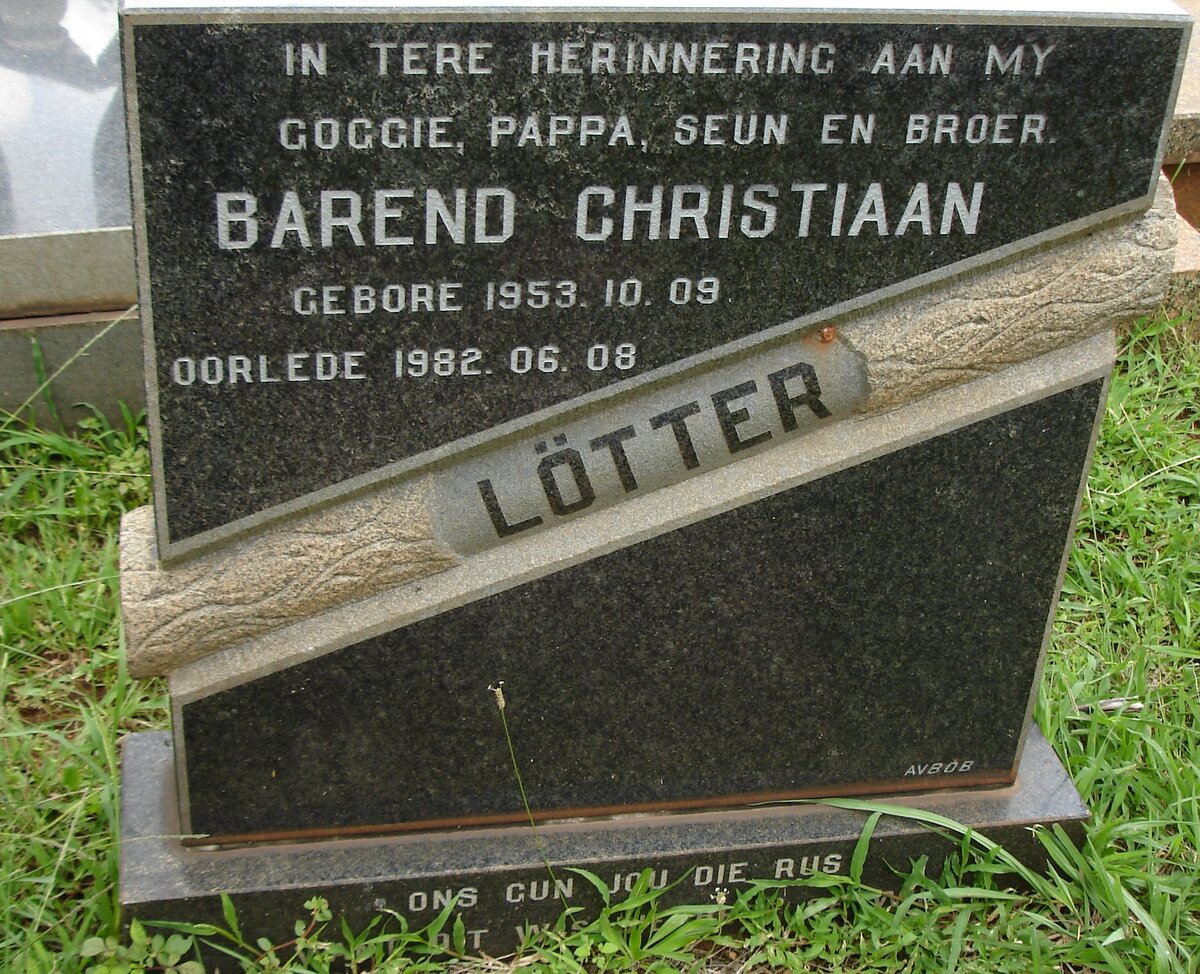 IN TERE HERINNERING AAN MY
GOGGIE, PAPPA, SEUN EN BROER.
BAREND CHRISTIAAN
GEBORE 1953. 10. 09
OORLEDE 1982. 06. 08
LÖTTER
AVBOB
ONS GUN JOU DIE RUS